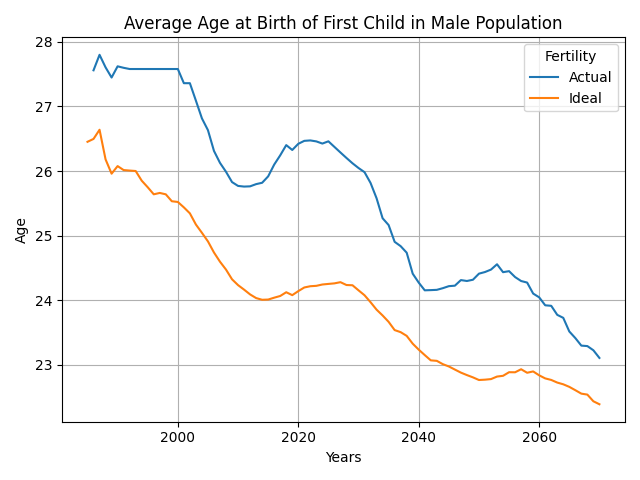 Average Age at Birth of First Child in Male Population
28
27
26
25
24
23
Age
Fertility
Actual
Ideal
2000 2020 2040 2060
Years